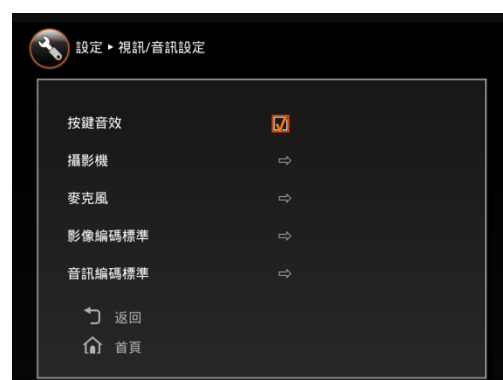 設定 ▸ 視訊/音訊設定
按鍵音效
攝影機
麥克風
影像編碼標準
音訊編碼標準
返回
首頁